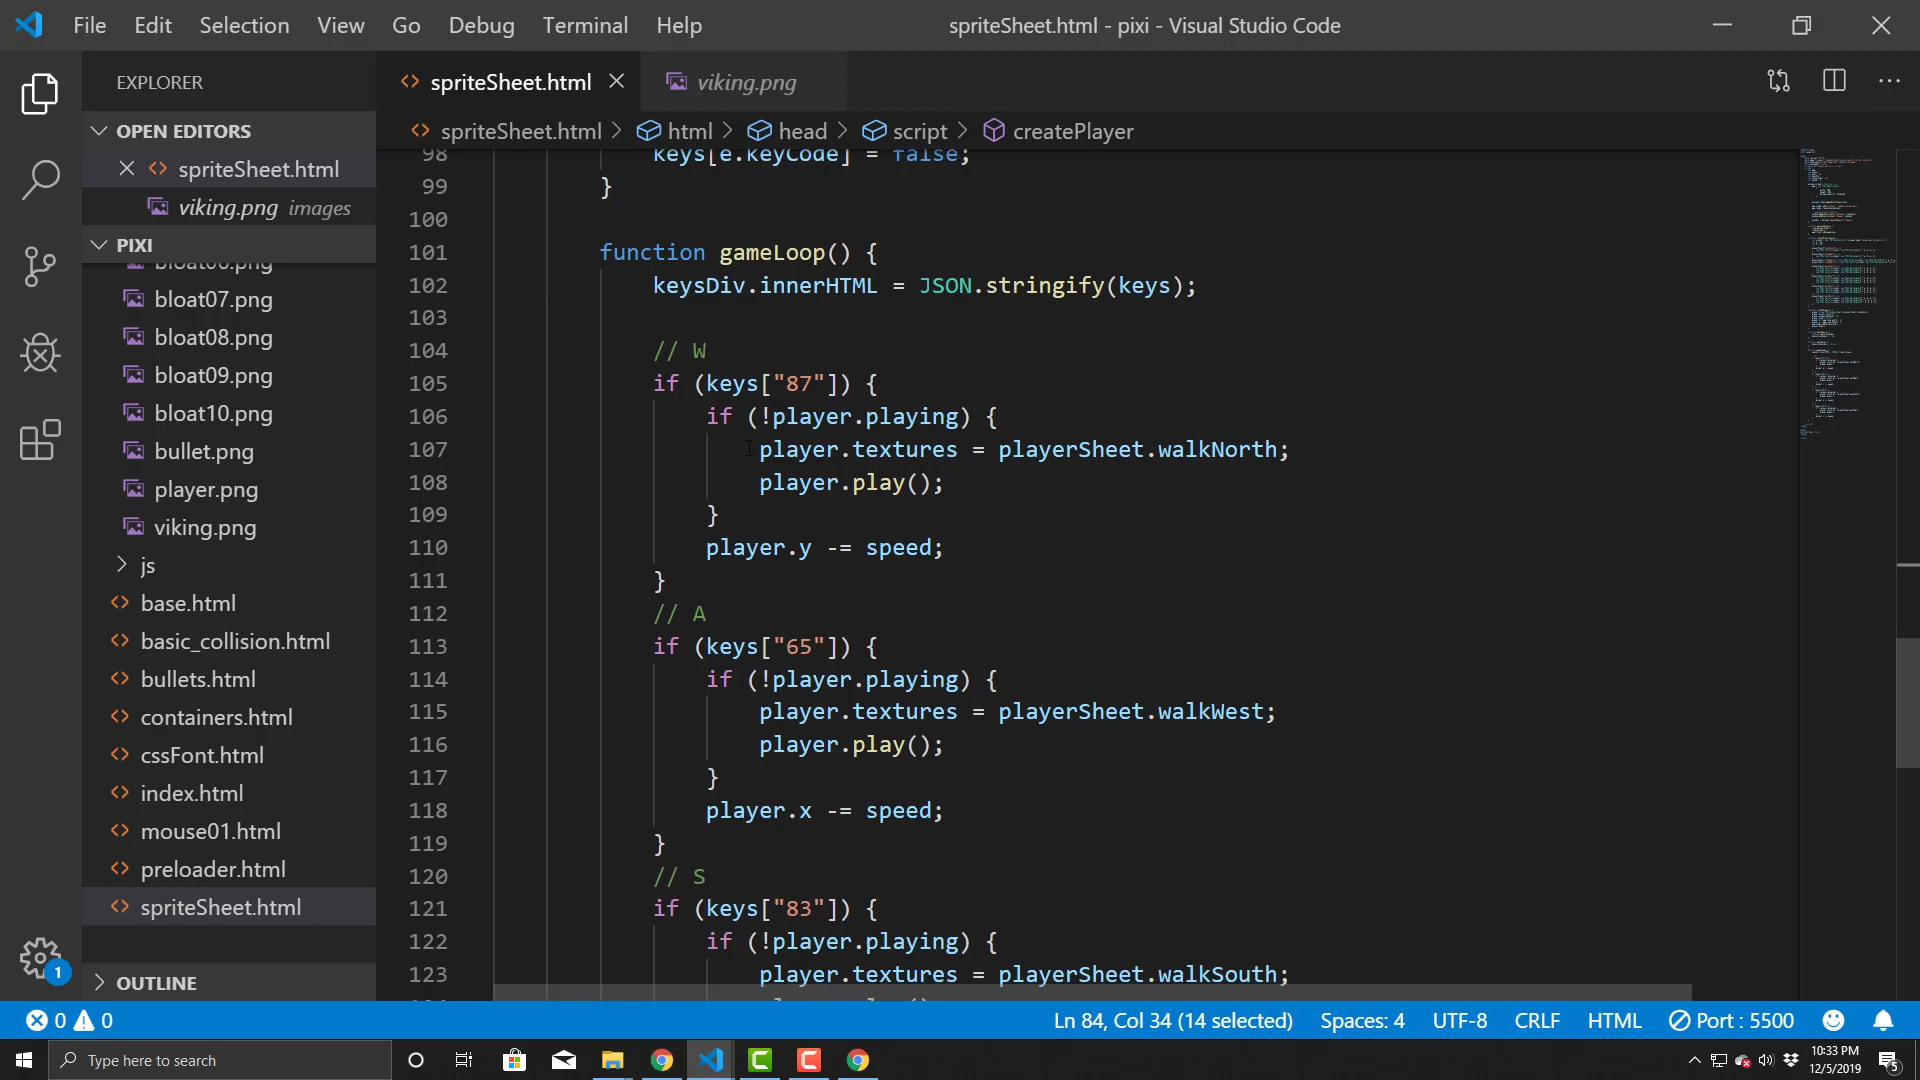 File Edit Selection View Go Debug Terminal Help
spriteSheet.html - pixi - Visual Studio Code
EXPLORER
OPEN EDITORS
spriteSheet.html
viking.png images
PIXI
bloat06.png
bloat07.png
bloat08.png
bloat09.png
bloat10.png
bullet.png
player.png
viking.png
js
base.html
basic_collision.html
bullets.html
containers.html
cssFont.html
index.html
mouse01.html
preloader.html
spriteSheet.html
OUTLINE
1
spriteSheet.html
viking.png
spriteSheet.html > html > head > script > createPlayer
98 keys[e.keyCode] = false;
99 }
100
101 function gameLoop() {
102 keysDiv.innerHTML = JSON.stringify(keys);
103
104 // W
105 if (keys["87"]) {
106 if (!player.playing) {
107 player.textures = playerSheet.walkNorth;
108 player.play();
109 }
110 player.y -= speed;
111 }
112 // A
113 if (keys["65"]) {
114 if (!player.playing) {
115 player.textures = playerSheet.walkWest;
116 player.play();
117 }
118 player.x -= speed;
119 }
120 // S
121 if (keys["83"]) {
122 if (!player.playing) {
123 player.textures = playerSheet.walkSouth;
0 0
Ln 84, Col 34 (14 selected) Spaces: 4 UTF-8 CRLF HTML Port : 5500
Type here to search
10:33 PM
12/5/2019
5